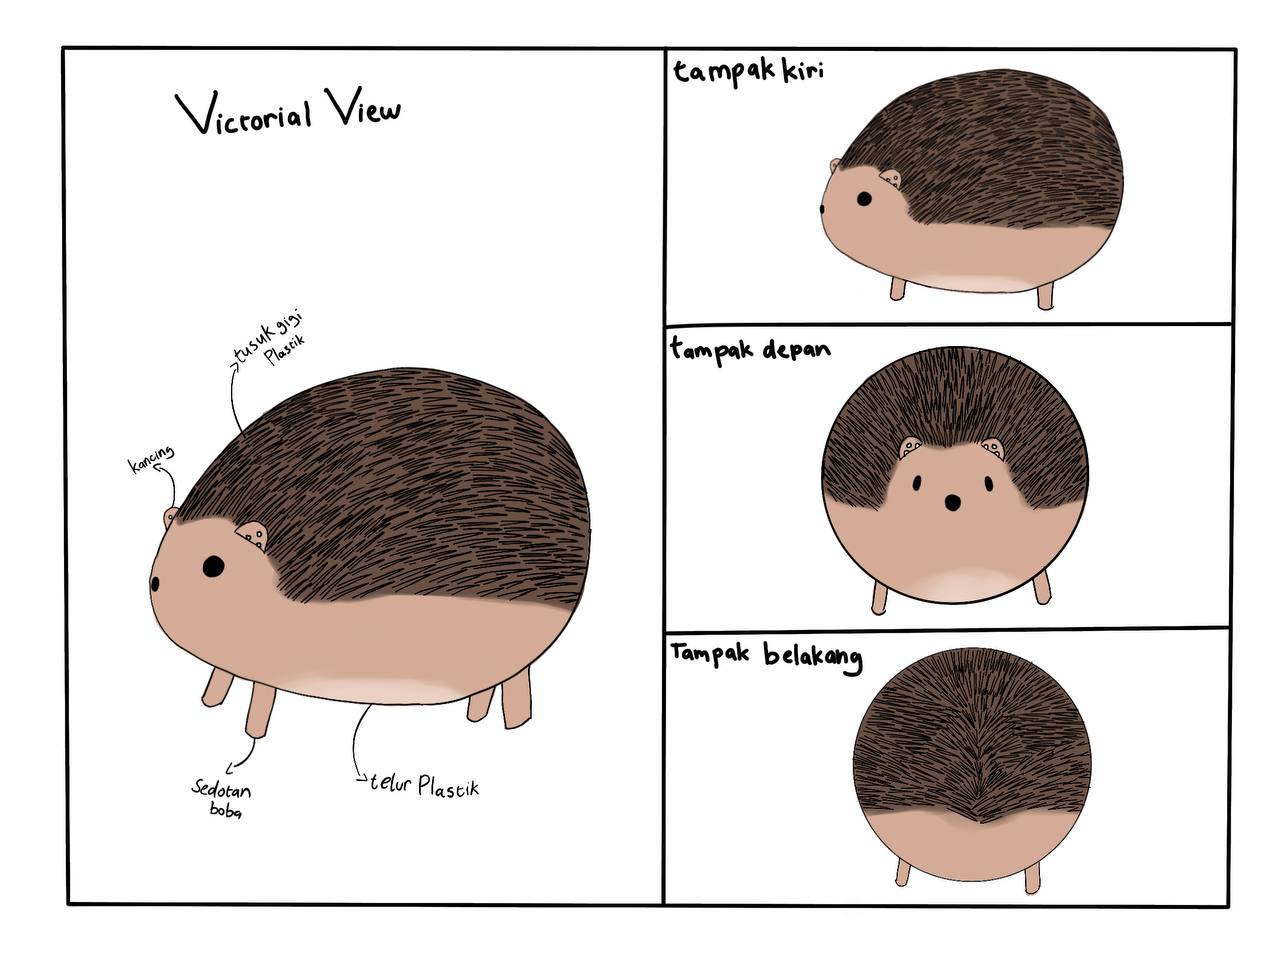 Victorial View
tusuk gigi
Plastik
kancing
Sedotan
boba
telur Plastik
tampak kiri
tampak depan
Tampak belakang